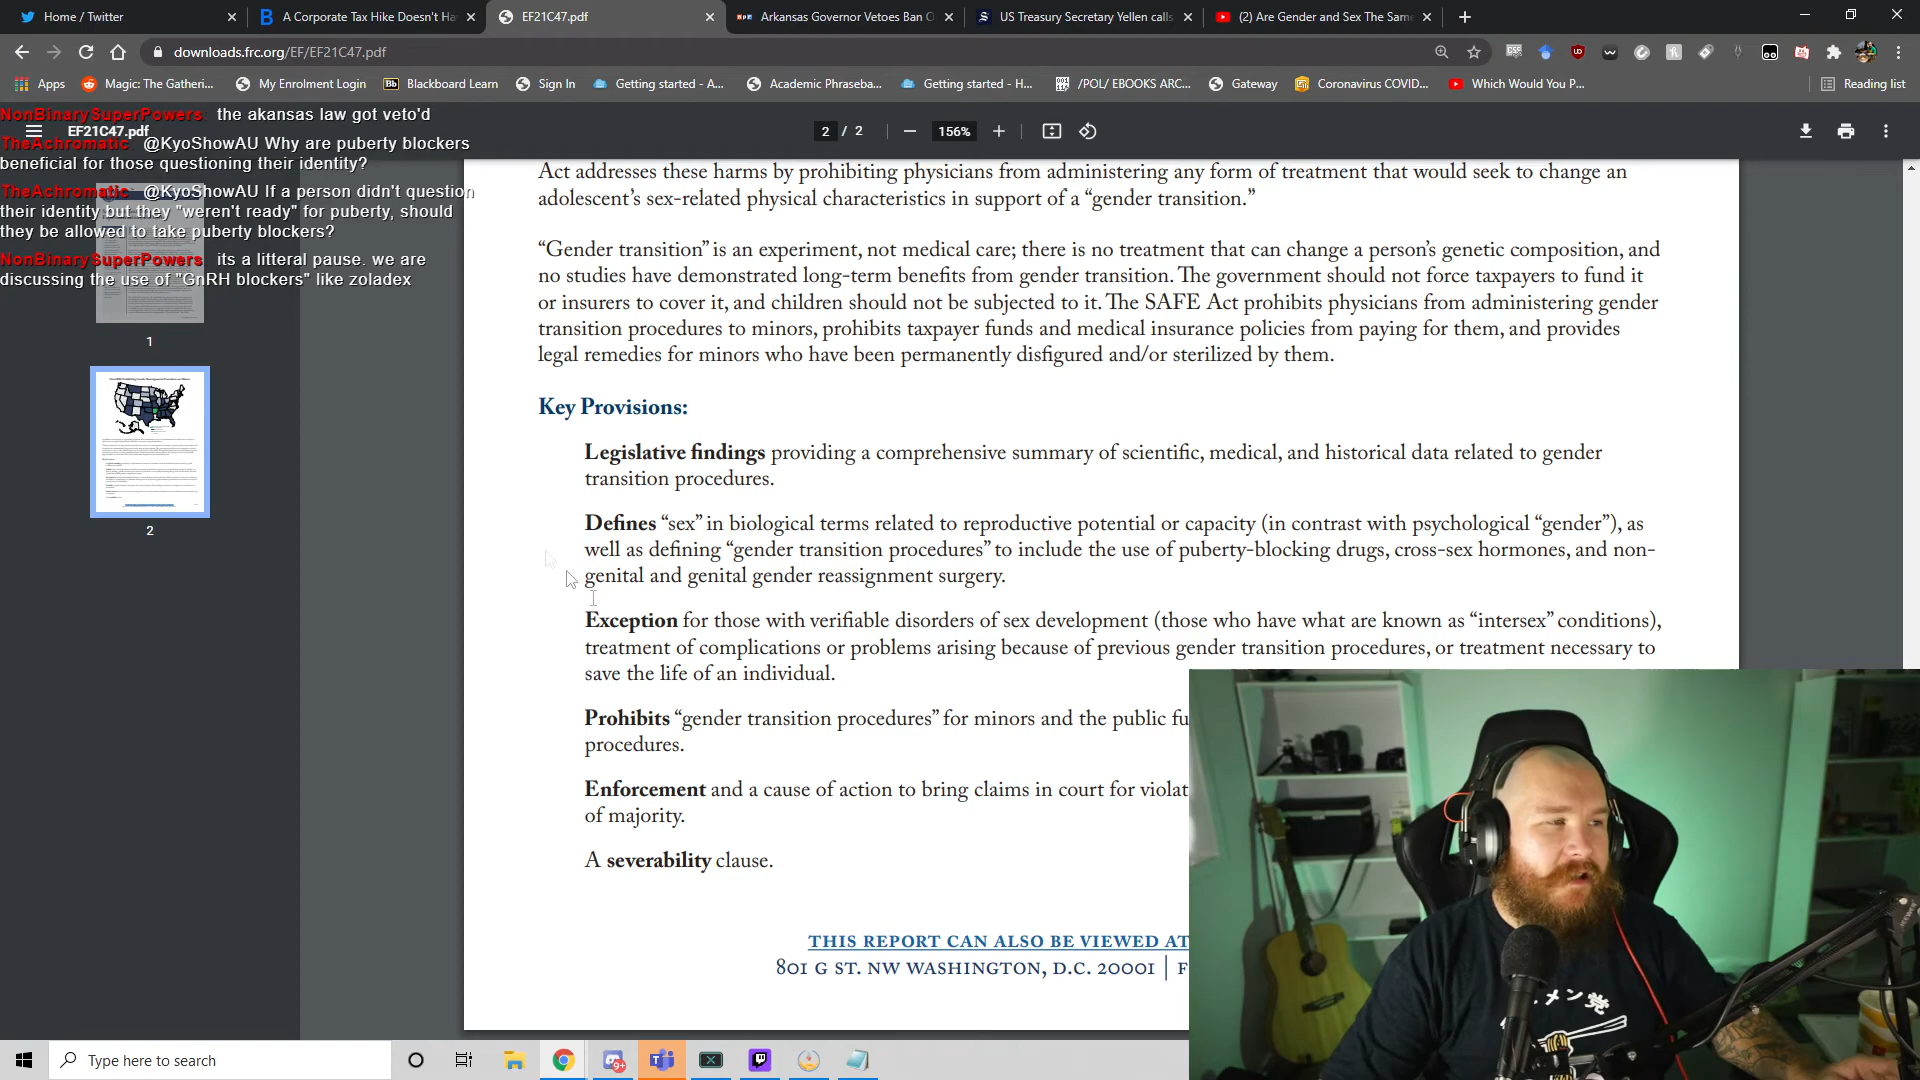 Home / Twitter
A Corporate Tax Hike Doesn't Ha
EF21C47.pdf
Arkansas Governor Vetoes Ban O
US Treasury Secretary Yellen calls
(2) Are Gender and Sex The Same
downloads.frc.org/EF/EF21C47.pdf
Apps
Magic: The Gatheri...
My Enrolment Login
Bb Blackboard Learn
Sign In
Getting started - A...
Academic Phraseba...
Getting started - H...
/POL/ EBOOKS ARC...
Gateway
Coronavirus COVID...
Which Would You P...
Reading list
NonBinarySuperPowers the akansas law got veto'd
EF21C47.pdf
2 / 2
156%
TheAchromatic @KyoShowAU Why are puberty blockers
beneficial for those questioning their identity?
TheAchromatic @KyoShowAU If a person didn't question
their identity but they "weren't ready" for puberty, should
they be allowed to take puberty blockers?
NonBinarySuperPowers its a litteral pause. we are
discussing the use of "GnRH blockers" like zoladex
1
2
Act addresses these harms by prohibiting physicians from administering any form of treatment that would seek to change an
adolescent's sex-related physical characteristics in support of a “gender transition.”
“Gender transition” is an experiment, not medical care; there is no treatment that can change a person's genetic composition, and
no studies have demonstrated long-term benefits from gender transition. The government should not force taxpayers to fund it
or insurers to cover it, and children should not be subjected to it. The SAFE Act prohibits physicians from administering gender
transition procedures to minors, prohibits taxpayer funds and medical insurance policies from paying for them, and provides
legal remedies for minors who have been permanently disfigured and/or sterilized by them.
Key Provisions:
Legislative findings providing a comprehensive summary of scientific, medical, and historical data related to gender
transition procedures.
Defines “sex” in biological terms related to reproductive potential or capacity (in contrast with psychological “gender”), as
well as defining “gender transition procedures” to include the use of puberty-blocking drugs, cross-sex hormones, and non-
genital and genital gender reassignment surgery.
Exception for those with verifiable disorders of sex development (those who have what are known as “intersex” conditions),
treatment of complications or problems arising because of previous gender transition procedures, or treatment necessary to
save the life of an individual.
Prohibits “gender transition procedures” for minors and the public fu
procedures.
Enforcement and a cause of action to bring claims in court for violat
of majority.
A severability clause.
THIS REPORT CAN ALSO BE VIEWED AT
801 G ST. NW WASHINGTON, D.C. 20001 | F
メン党
Type here to search